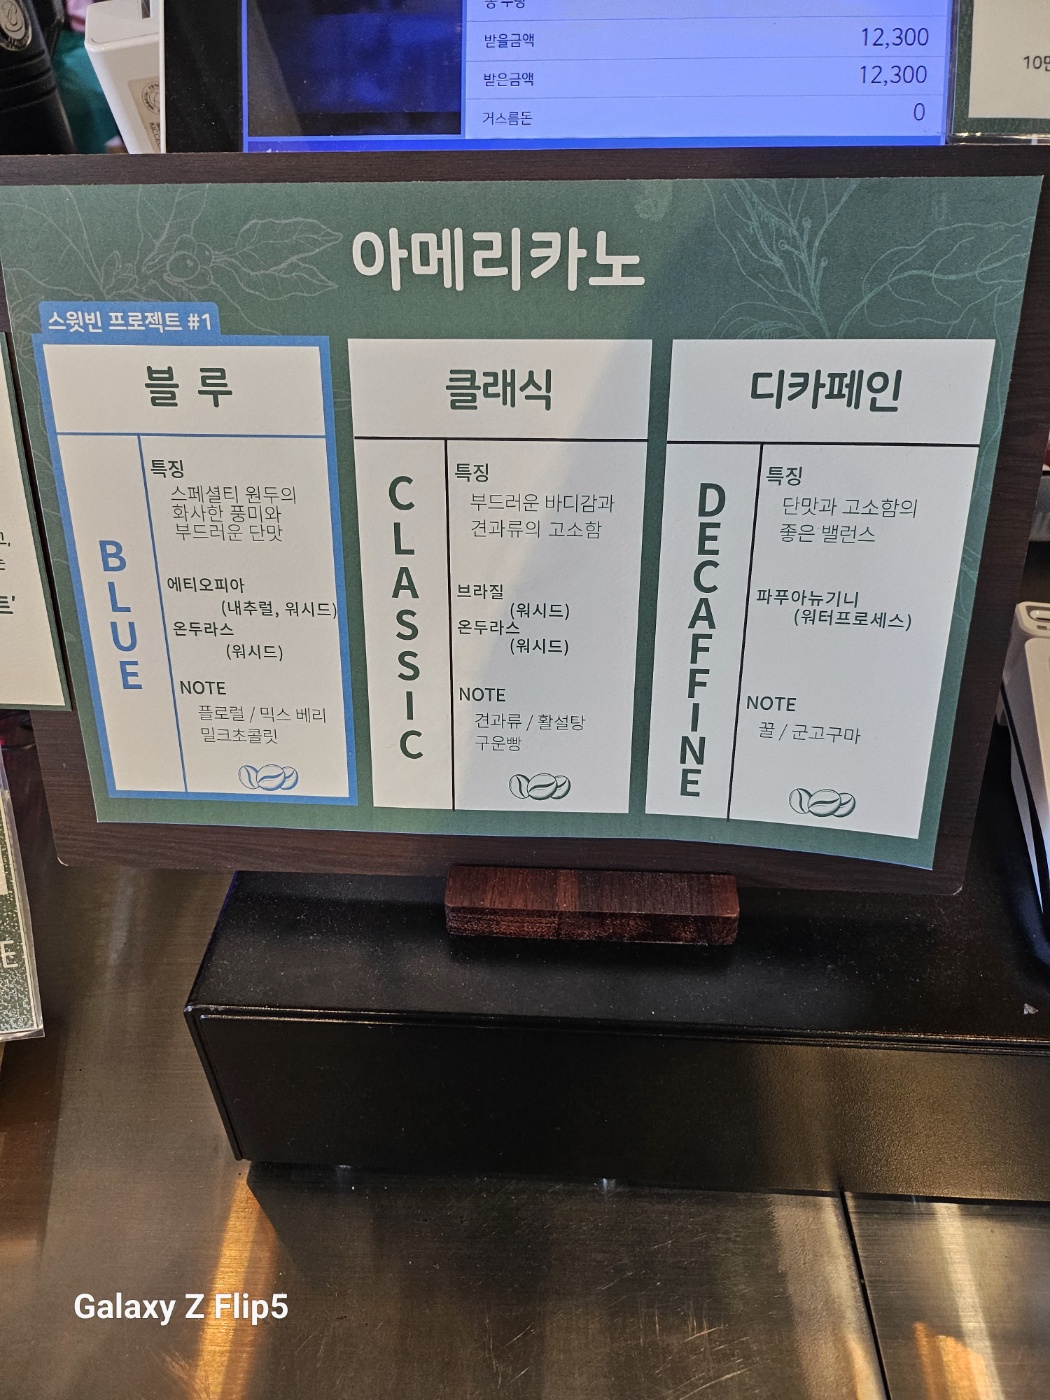 받을금액 12,300
받은금액 12,300
거스름돈 0
아메리카노
스윗빈 프로젝트 #1
블루
BLUE
특징
스페셜티 원두의
화사한 풍미와
부드러운 단맛
에티오피아
(내추럴, 워시드)
온두라스
(워시드)
NOTE
플로럴 / 믹스 베리
밀크초콜릿
클래식
CLASSIC
특징
부드러운 바디감과
견과류의 고소함
브라질
(워시드)
온두라스
(워시드)
NOTE
견과류 / 활설탕
구운빵
디카페인
DECAFFINE
특징
단맛과 고소함의
좋은 밸런스
파푸아뉴기니
(워터프로세스)
NOTE
꿀 / 군고구마
Galaxy Z Flip5